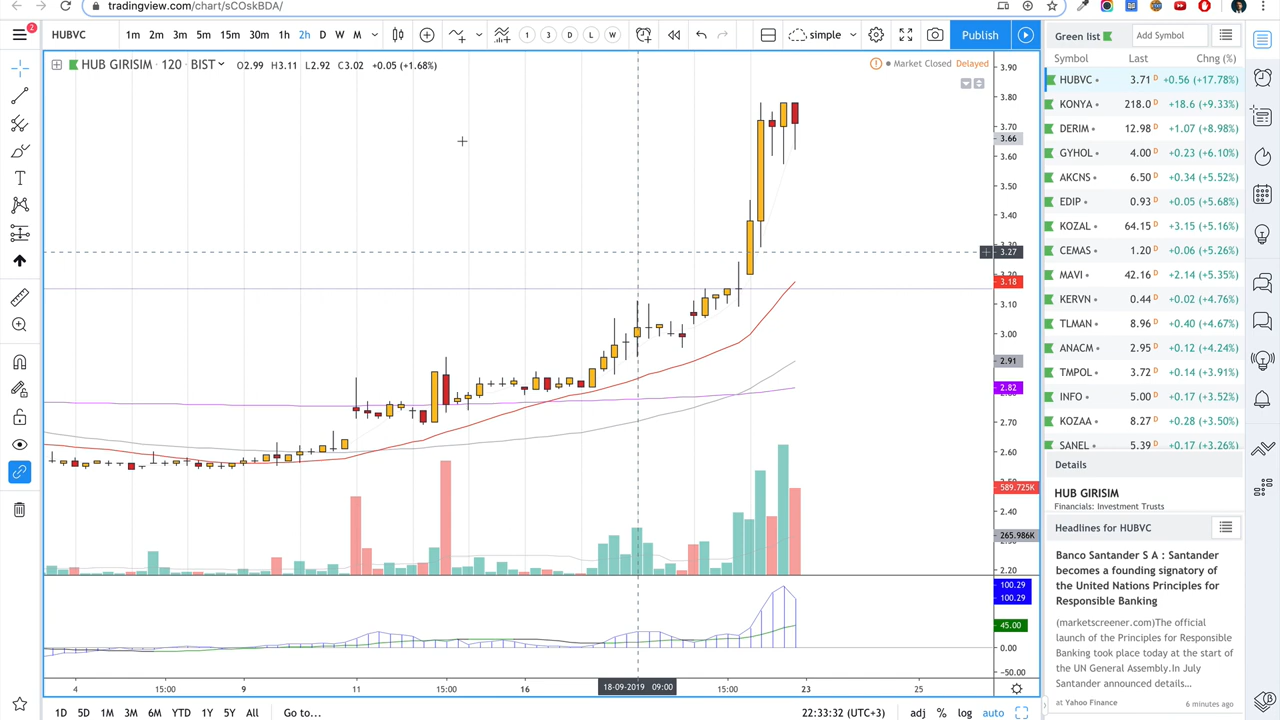 tradingview.com/chart/sCOskBDA/
2
HUBVC
1m 2m 3m 5m 15m 30m 1h 2h D W M
1 3 D L W
simple
Publish
HUB GIRISIM · 120 · BIST
O2.99 H3.11 L2.92 C3.02 +0.05 (+1.68%)
Market Closed Delayed
3.90
3.80
3.70
3.66
3.60
3.50
3.40
3.27
3.20
3.18
3.10
3.00
2.91
2.82
2.70
2.60
589.725K
2.40
265.986K
2.20
100.29
100.29
45.00
0.00
−50.00
4 9 15:00 11 15:00 16 18-09-2019 09:00 15:00 23 25
1D 5D 1M 3M 6M YTD 1Y 5Y All Go to...
22:33:32 (UTC+3) adj % log auto
Green list
Add Symbol
Symbol Last Chng (%)
HUBVC 3.71 D +0.56 (+17.78%)
KONYA 218.0 D +18.6 (+9.33%)
DERIM 12.98 D +1.07 (+8.98%)
GYHOL 4.00 D +0.23 (+6.10%)
AKCNS 6.50 D +0.34 (+5.52%)
EDIP 0.93 D +0.05 (+5.68%)
KOZAL 64.15 D +3.15 (+5.16%)
CEMAS 1.20 D +0.06 (+5.26%)
MAVI 42.16 D +2.14 (+5.35%)
KERVN 0.44 D +0.02 (+4.76%)
TLMAN 8.96 D +0.40 (+4.67%)
ANACM 2.95 D +0.12 (+4.24%)
TMPOL 3.72 D +0.14 (+3.91%)
INFO 5.00 D +0.17 (+3.52%)
KOZAA 8.27 D +0.28 (+3.50%)
SANEL 5.39 D +0.17 (+3.26%)
Details
HUB GIRISIM
Financials: Investment Trusts
Headlines for HUBVC
Banco Santander S A : Santander
becomes a founding signatory of
the United Nations Principles for
Responsible Banking
(marketscreener.com)The official
launch of the Principles for Responsible
Banking took place today at the start of
the UN General Assembly.In July
Santander announced details...
at Yahoo Finance 6 minutes ago